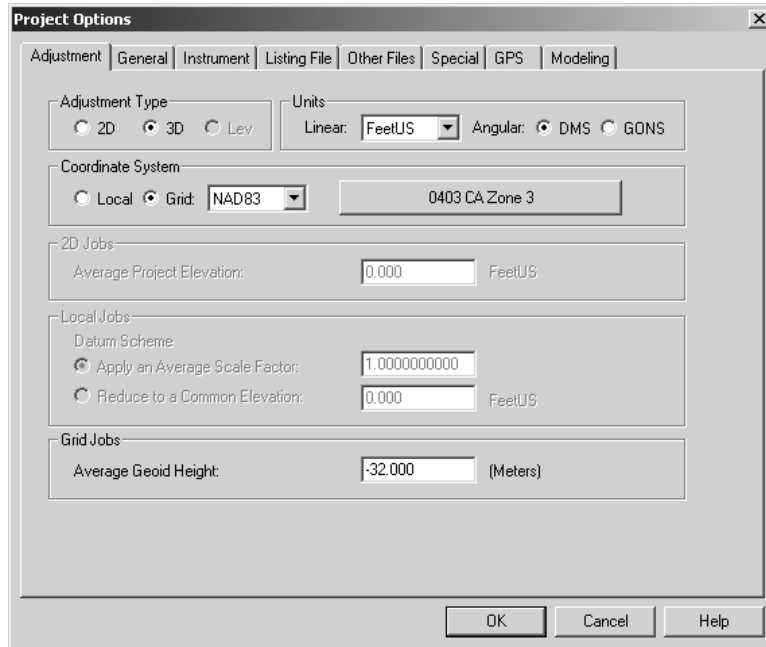 Project Options
Adjustment General Instrument Listing File Other Files Special GPS Modeling
Adjustment Type
2D 3D Lev
Units
Linear: FeetUS Angular: DMS GONS
Coordinate System
Local Grid: NAD83 0403 CA Zone 3
2D Jobs
Average Project Elevation: 0.000 FeetUS
Local Jobs
Datum Scheme
Apply an Average Scale Factor: 1.0000000000
Reduce to a Common Elevation: 0.000 FeetUS
Grid Jobs
Average Geoid Height: -32.000 (Meters)
OK Cancel Help